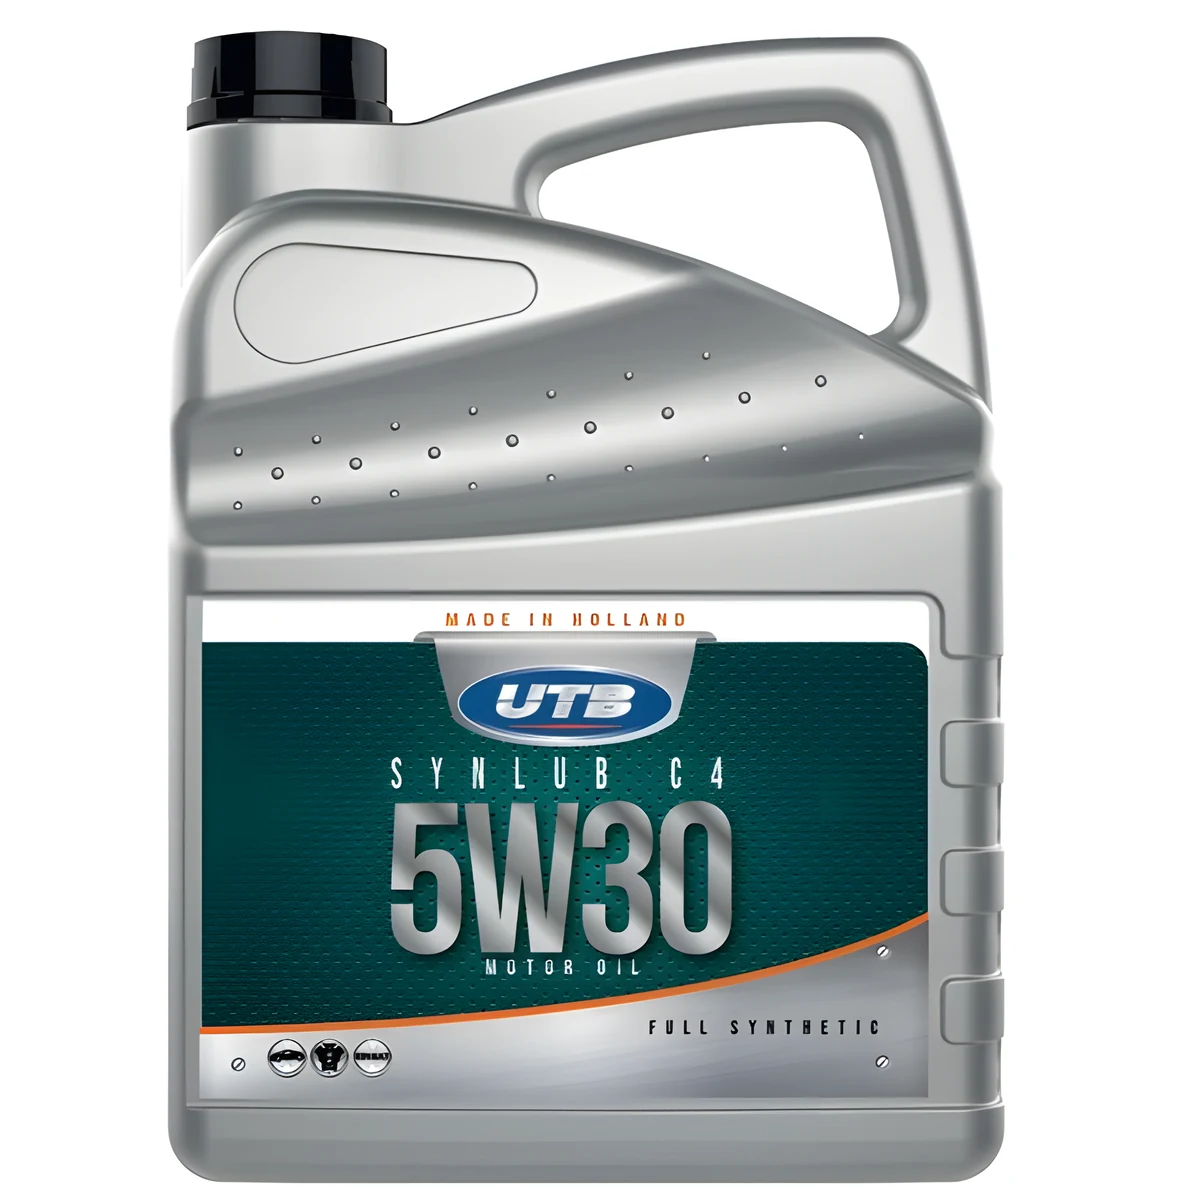 MADE IN HOLLAND
UTB
SYNLUB C4
5W30
MOTOR OIL
FULL SYNTHETIC